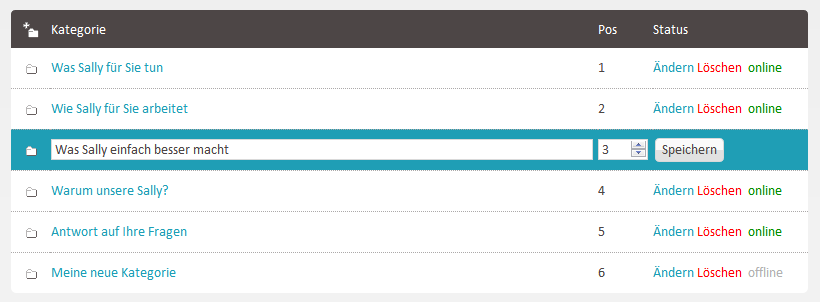 Kategorie Pos Status
Was Sally für Sie tun 1 Ändern Löschen online
Wie Sally für Sie arbeitet 2 Ändern Löschen online
Was Sally einfach besser macht 3 Speichern
Warum unsere Sally? 4 Ändern Löschen online
Antwort auf Ihre Fragen 5 Ändern Löschen online
Meine neue Kategorie 6 Ändern Löschen offline